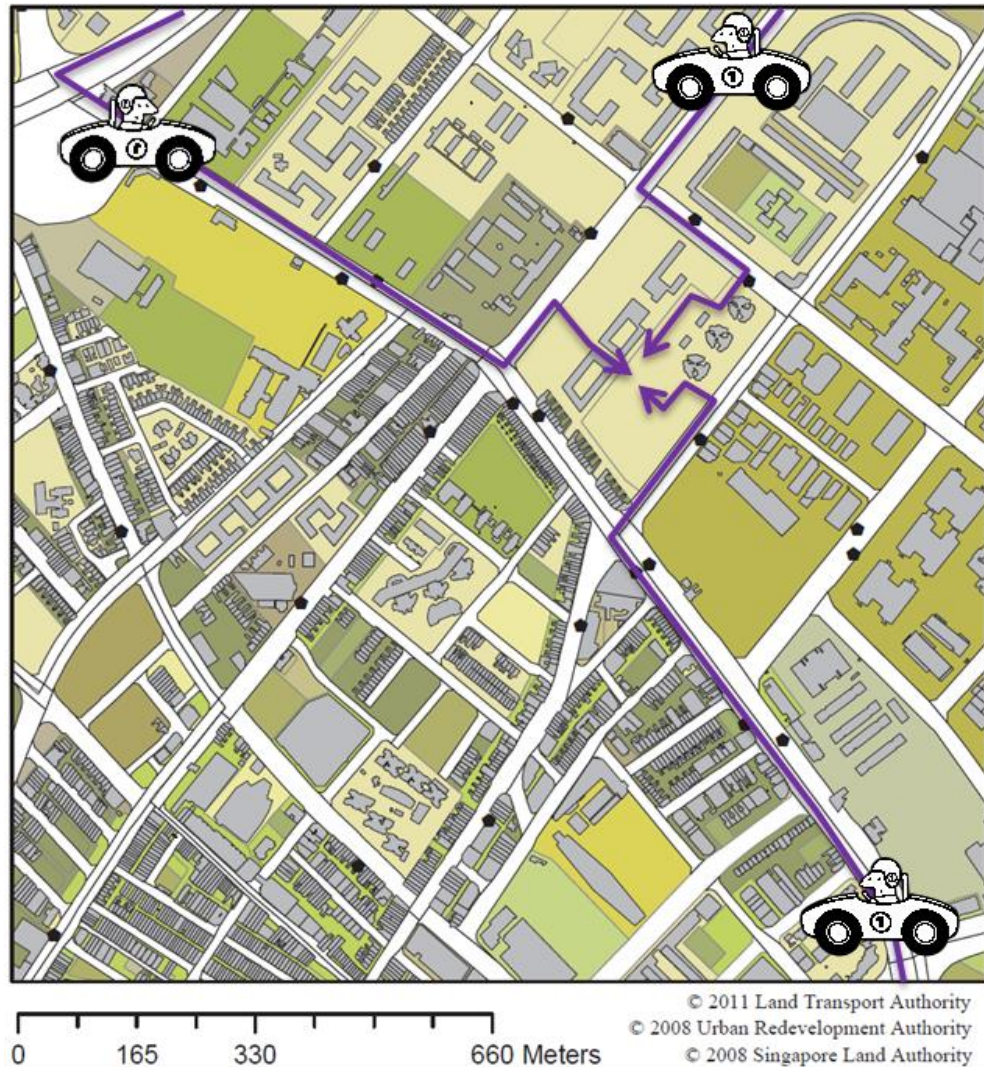 © 2011 Land Transport Authority
© 2008 Urban Redevelopment Authority
© 2008 Singapore Land Authority
0 165 330 660 Meters